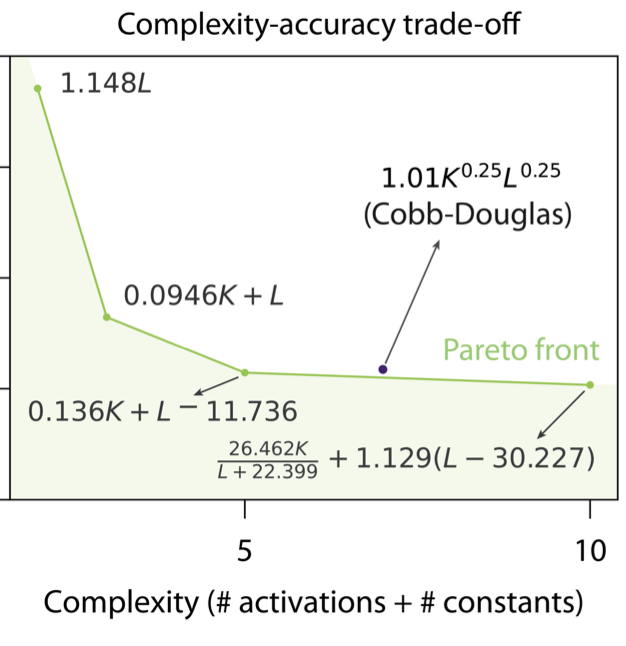 Complexity-accuracy trade-off
1.148L
1.01K^0.25L^0.25
(Cobb-Douglas)
0.0946K + L
Pareto front
0.136K + L − 11.736
26.462K / L + 22.399 + 1.129(L − 30.227)
5
10
Complexity (# activations + # constants)